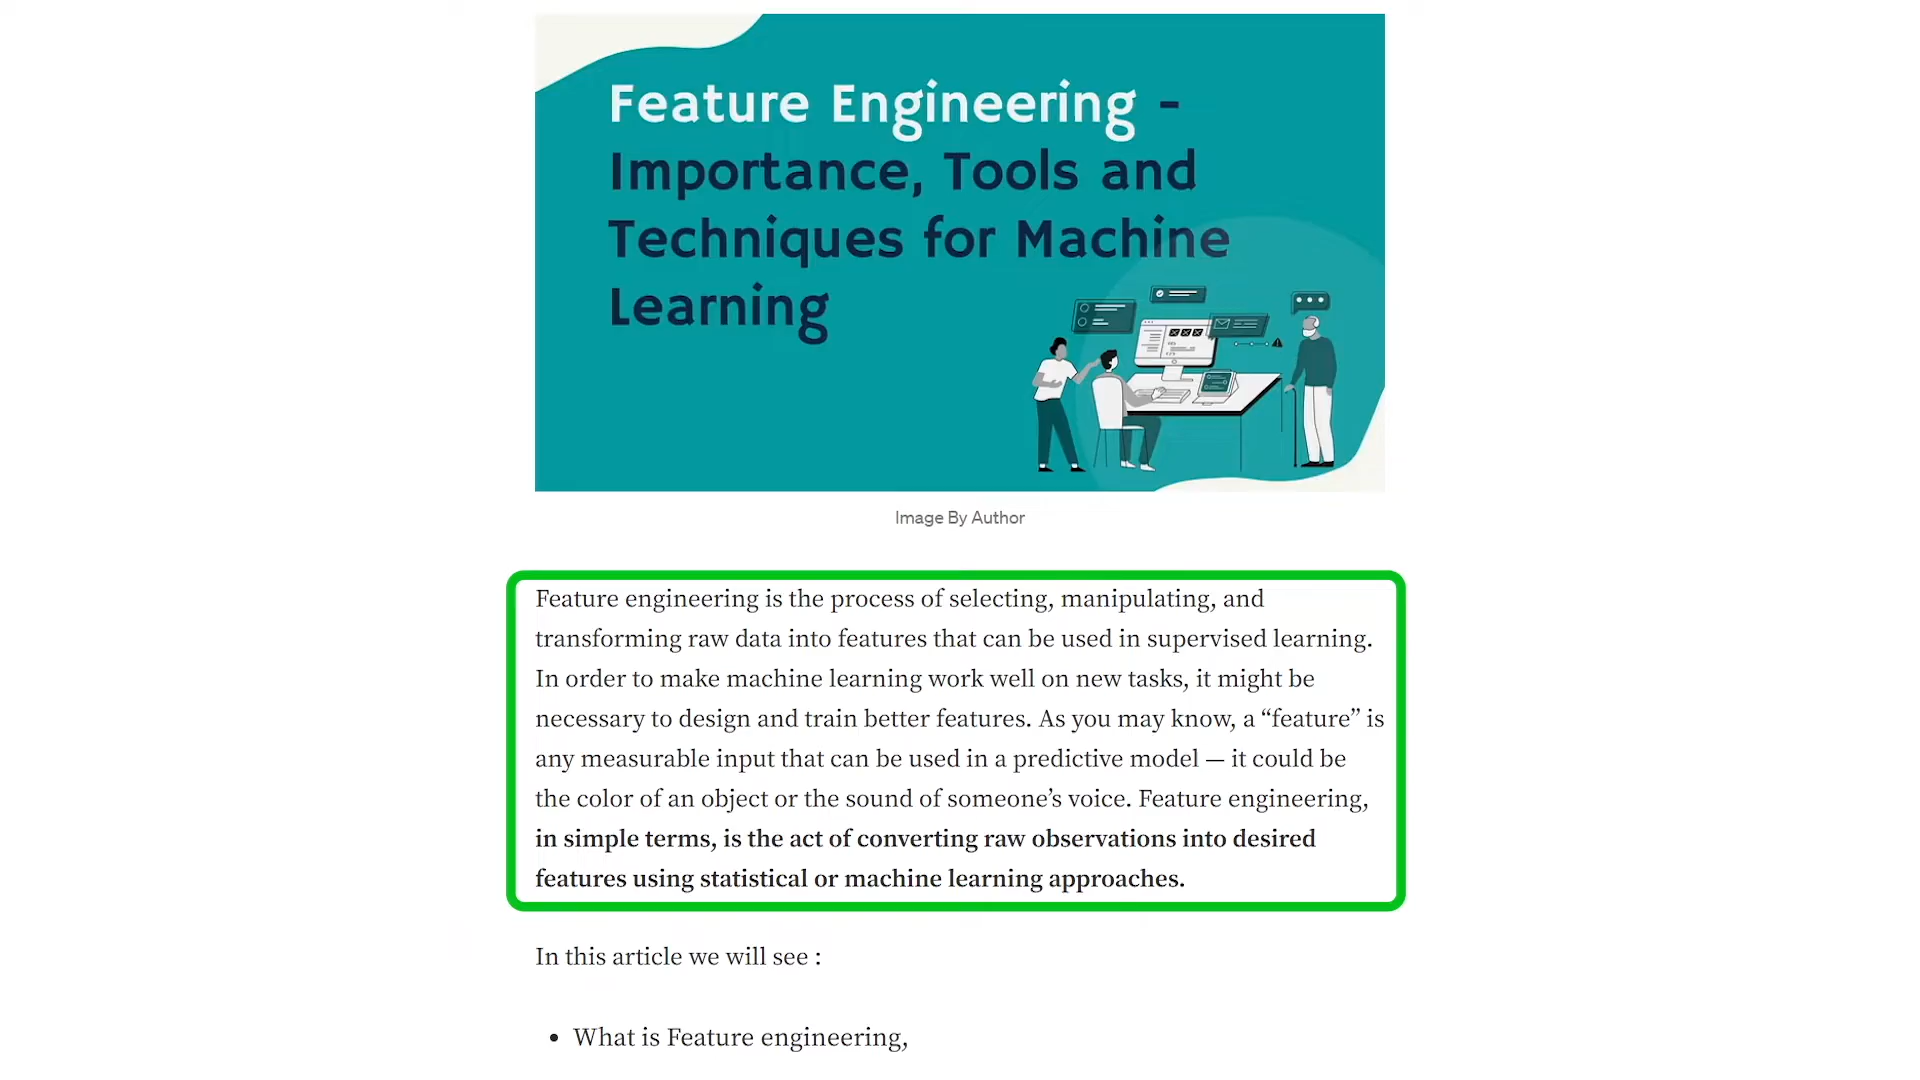 Feature Engineering -
Importance, Tools and
Techniques for Machine
Learning
Image By Author
Feature engineering is the process of selecting, manipulating, and
transforming raw data into features that can be used in supervised learning.
In order to make machine learning work well on new tasks, it might be
necessary to design and train better features. As you may know, a “feature” is
any measurable input that can be used in a predictive model — it could be
the color of an object or the sound of someone’s voice. Feature engineering,
in simple terms, is the act of converting raw observations into desired
features using statistical or machine learning approaches.
In this article we will see :
• What is Feature engineering,